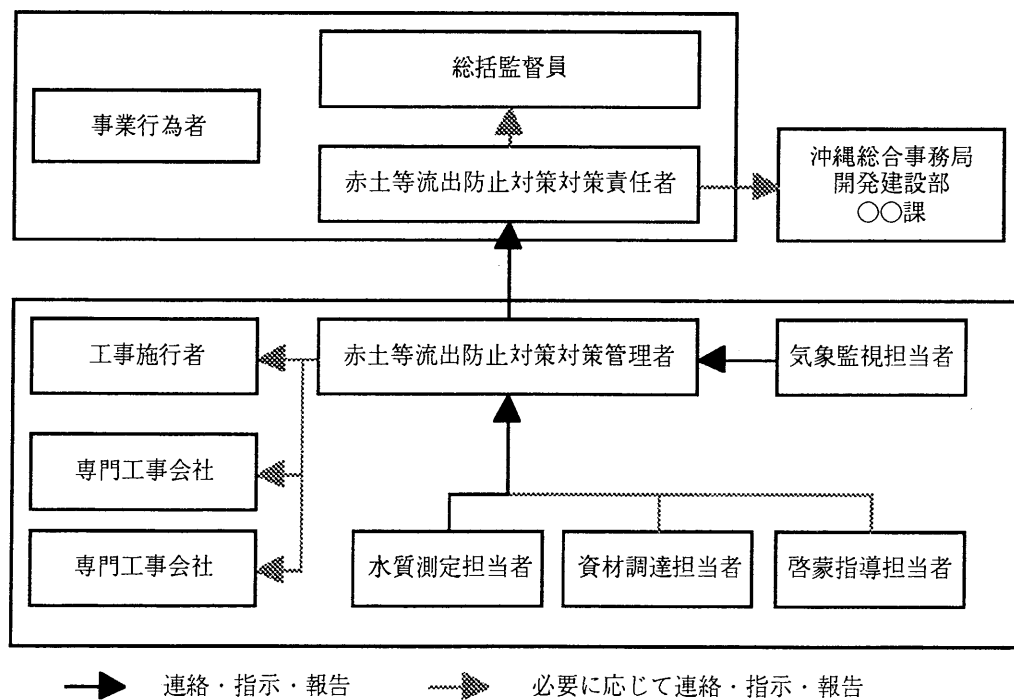 総括監督員
事業行為者
赤土等流出防止対策対策責任者
沖縄総合事務局
開発建設部
○○課
工事施行者
赤土等流出防止対策対策管理者
気象監視担当者
専門工事会社
専門工事会社
水質測定担当者
資材調達担当者
啓蒙指導担当者
連絡・指示・報告
必要に応じて連絡・指示・報告